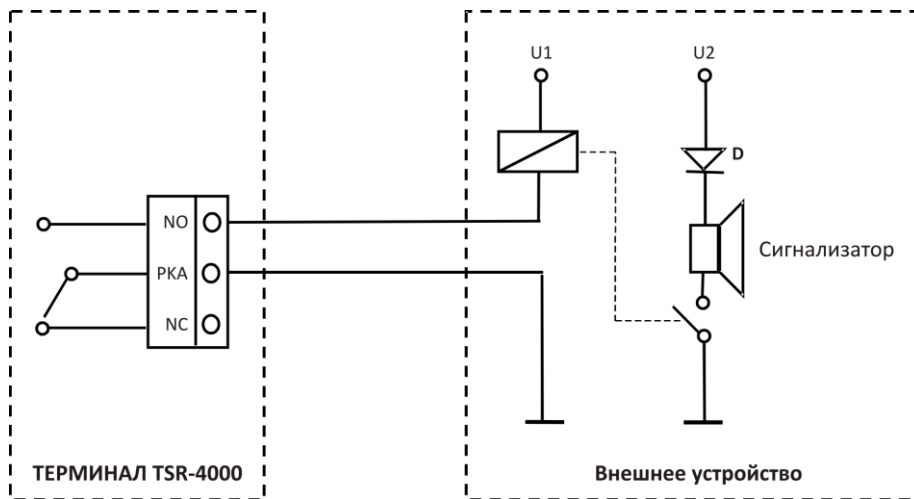 U1
U2
D
NO
PKA
NC
Сигнализатор
ТЕРМИНАЛ TSR-4000
Внешнее устройство